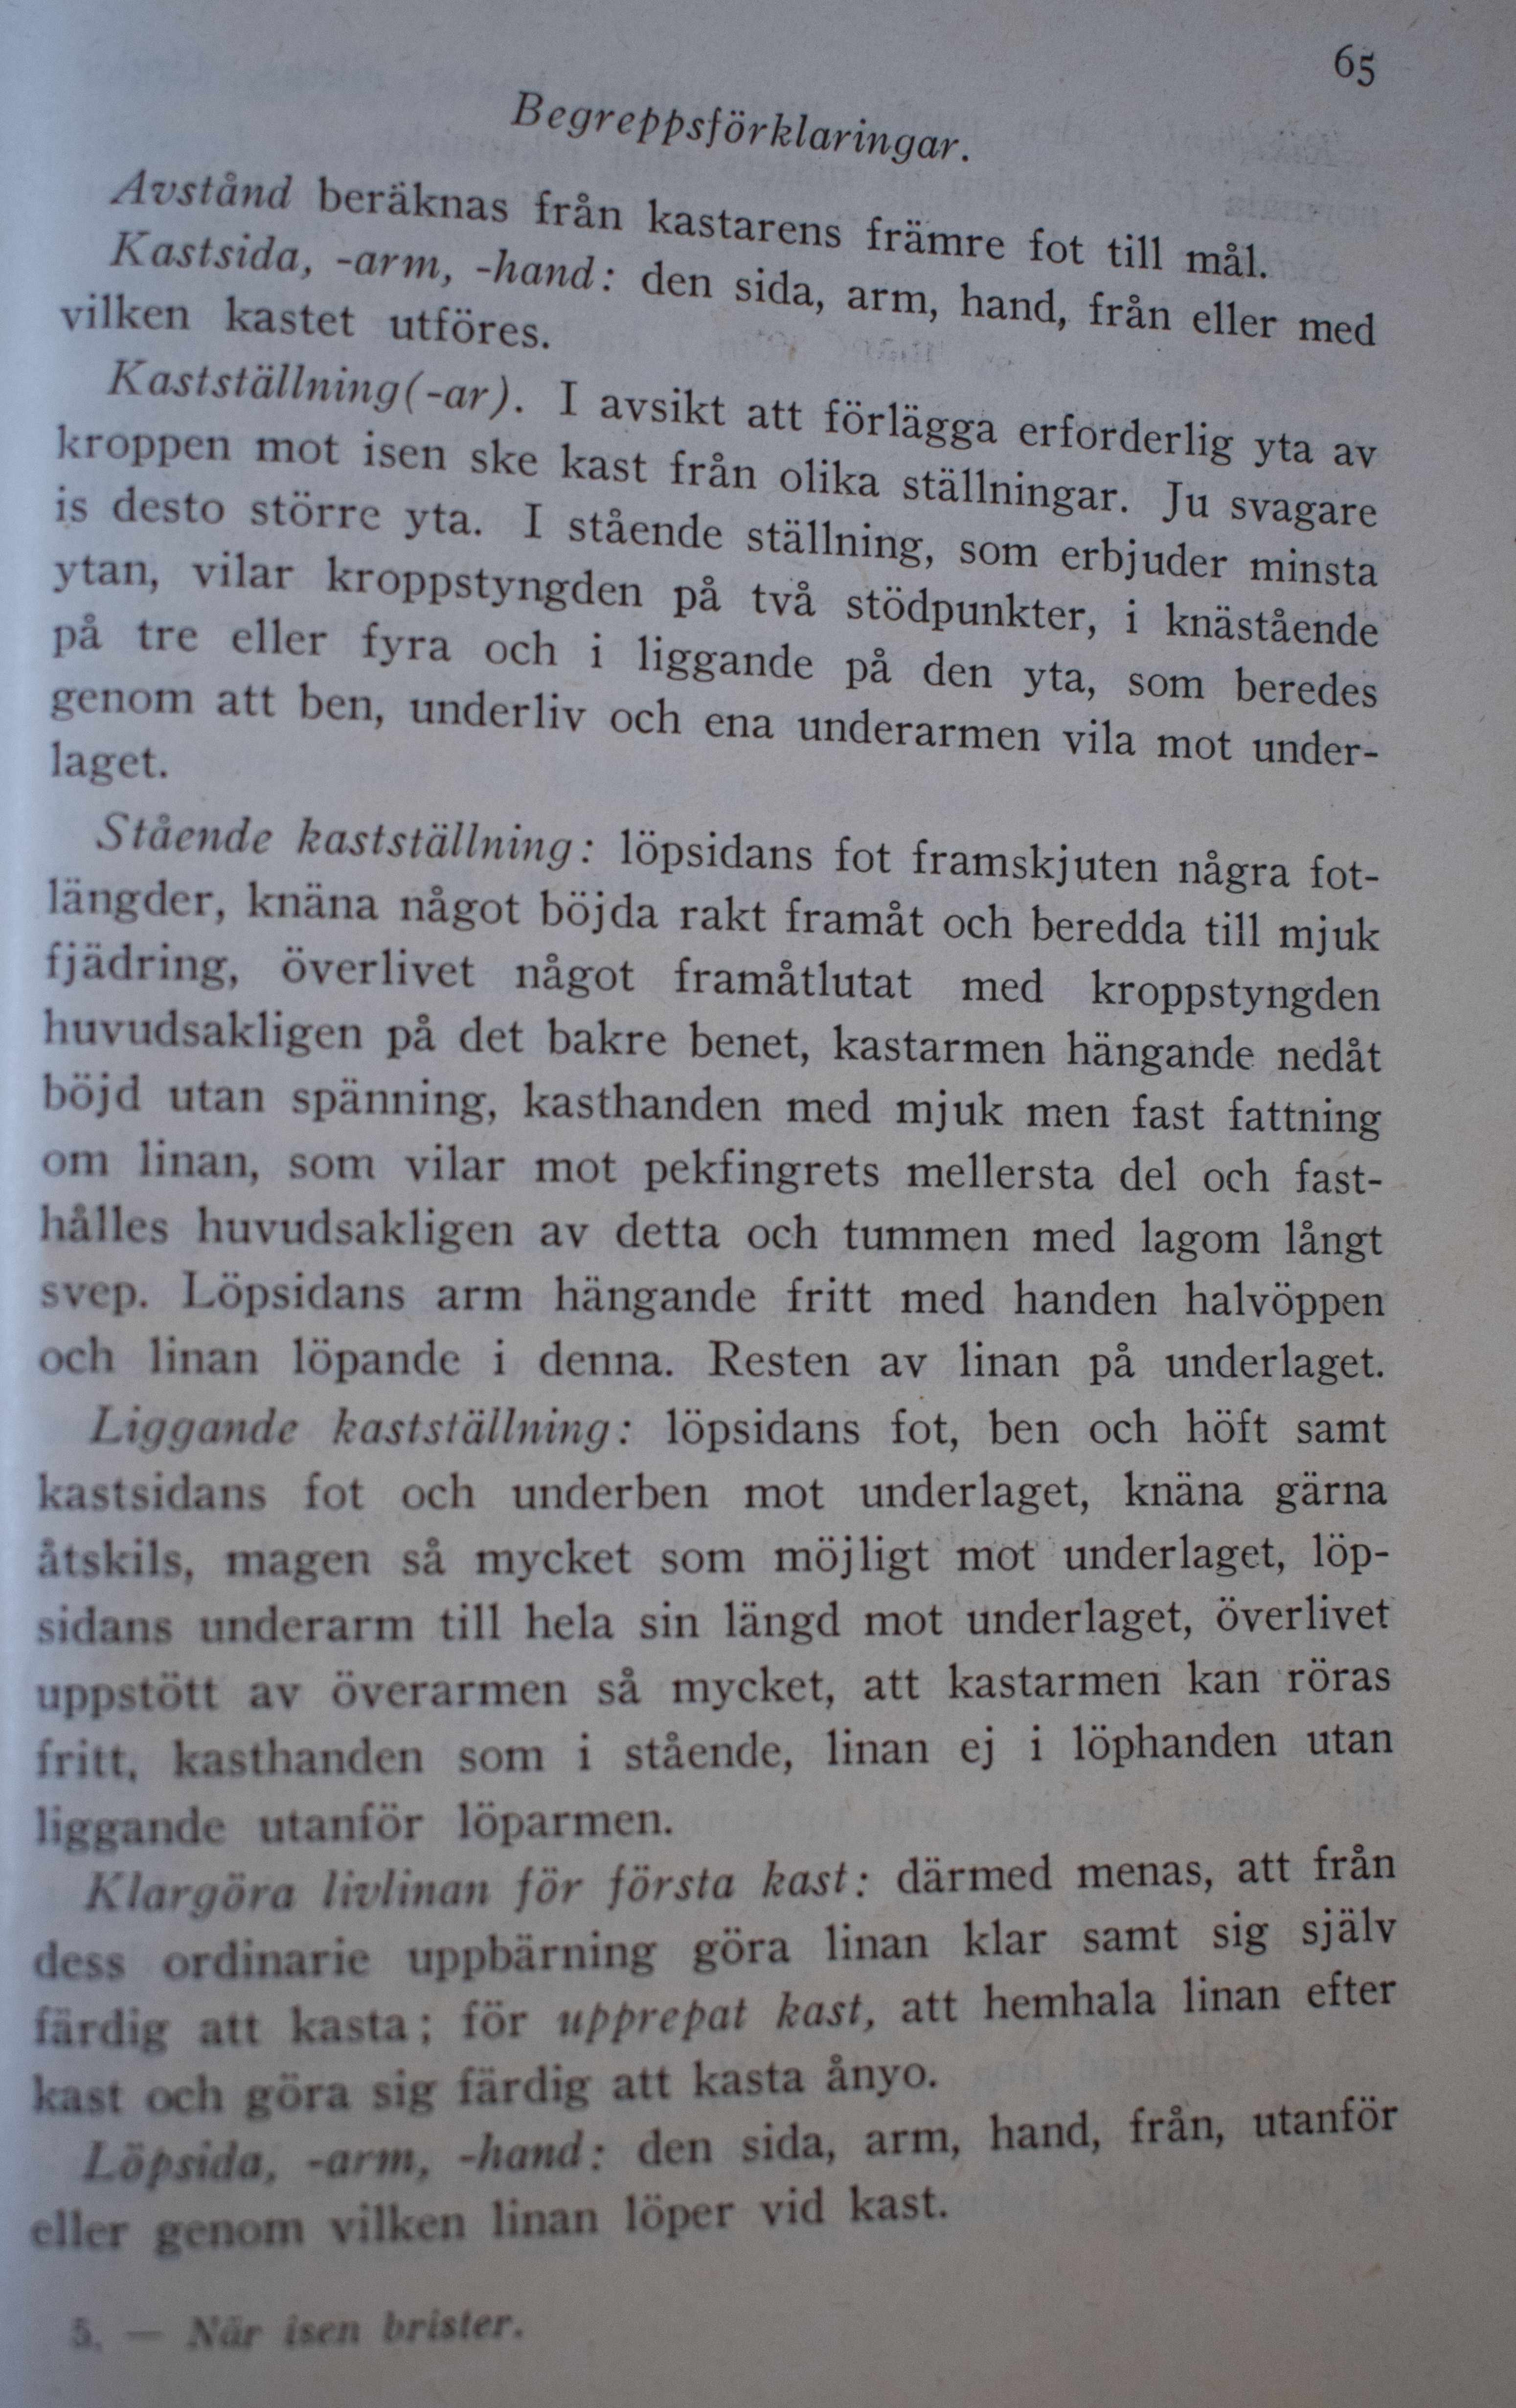 65
Begreppsförklaringar.
Avstånd beräknas från kastarens främre fot till mål.
Kastsida, -arm, -hand: den sida, arm, hand, från eller med
vilken kastet utföres.
Kastställning(-ar). I avsikt att förlägga erforderlig yta av
kroppen mot isen ske kast från olika ställningar. Ju svagare
is desto större yta. I stående ställning, som erbjuder minsta
ytan, vilar kroppstyngden på två stödpunkter, i knästående
på tre eller fyra och i liggande på den yta, som beredes
genom att ben, underliv och ena underarmen vila mot under-
laget.
Stående kastställning: löpsidans fot framskjuten några fot-
längder, knäna något böjda rakt framåt och beredda till mjuk
fjädring, överlivet något framåtlutat med kroppstyngden
huvudsakligen på det bakre benet, kastarmen hängande nedåt
böjd utan spänning, kasthanden med mjuk men fast fattning
om linan, som vilar mot pekfingrets mellersta del och fast-
hålles huvudsakligen av detta och tummen med lagom långt
svep. Löpsidans arm hängande fritt med handen halvöppen
och linan löpande i denna. Resten av linan på underlaget.
Liggande kastställning: löpsidans fot, ben och höft samt
kastsidans fot och underben mot underlaget, knäna gärna
åtskils, magen så mycket som möjligt mot underlaget, löp-
sidans underarm till hela sin längd mot underlaget, överlivet
uppstött av överarmen så mycket, att kastarmen kan röras
fritt, kasthanden som i stående, linan ej i löphanden utan
liggande utanför löparmen.
Klargöra livlinan för första kast: därmed menas, att från
dess ordinarie uppbärning göra linan klar samt sig själv
färdig att kasta; för upprepat kast, att hemhala linan efter
kast och göra sig färdig att kasta ånyo.
Löpsida, -arm, -hand: den sida, arm, hand, från, utanför
eller genom vilken linan löper vid kast.
5. — När isen brister.